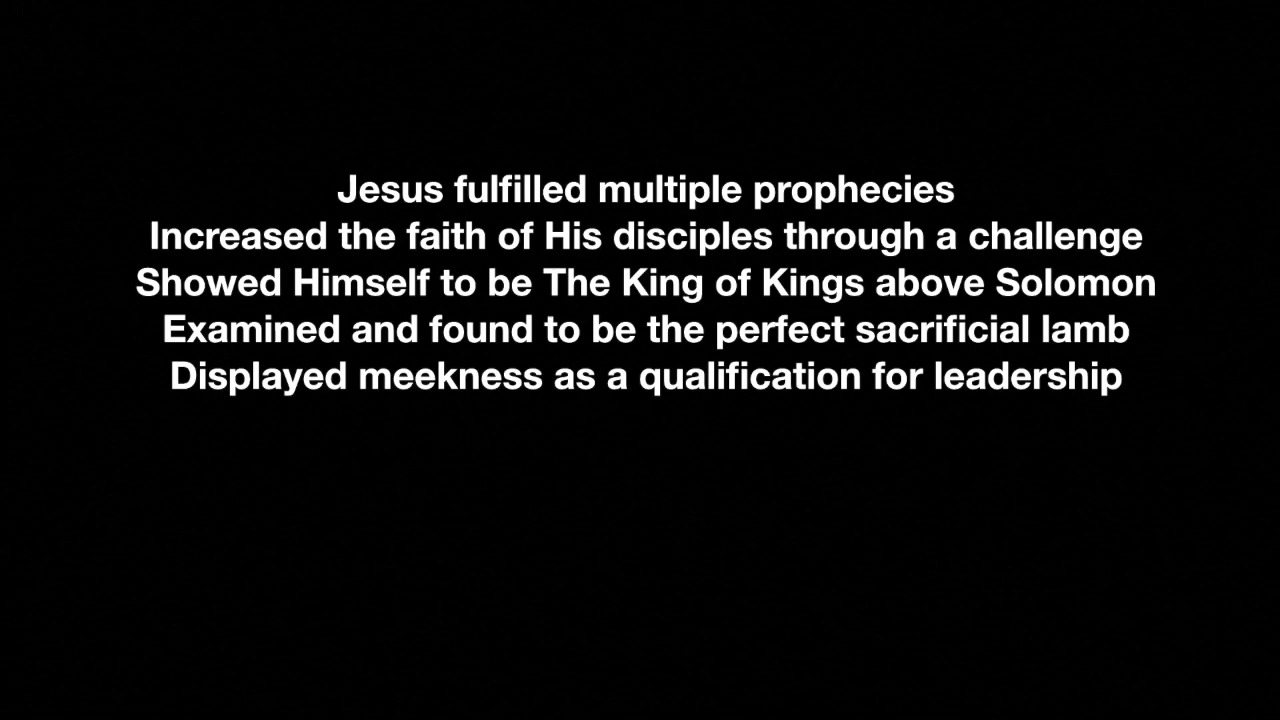 Jesus fulfilled multiple prophecies
Increased the faith of His disciples through a challenge
Showed Himself to be The King of Kings above Solomon
Examined and found to be the perfect sacrificial lamb
Displayed meekness as a qualification for leadership